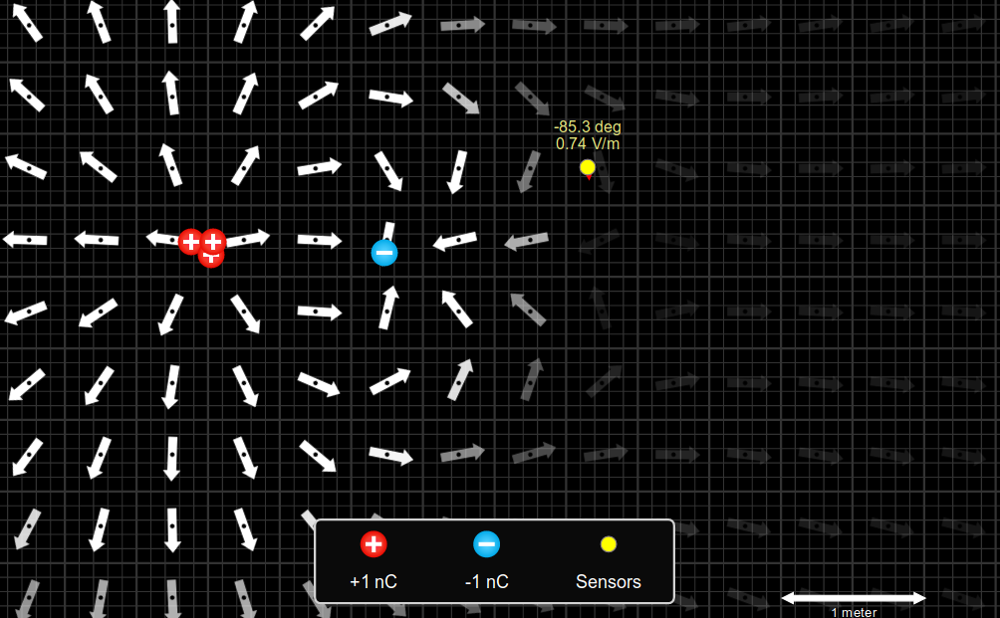 -85.3 deg
0.74 V/m
+1 nC
-1 nC
Sensors
1 meter